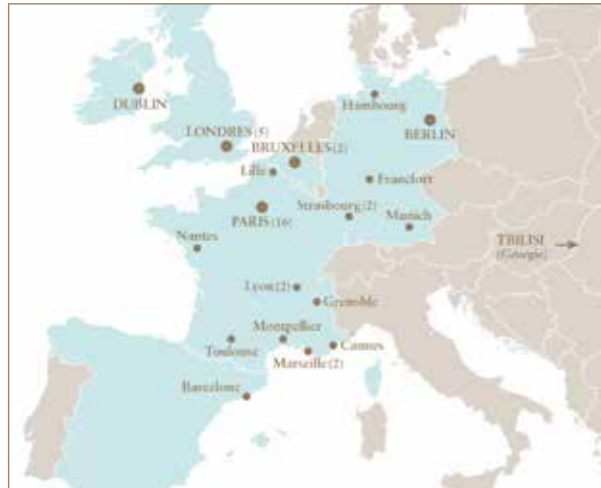 Hambourg
DUBLIN
BERLIN
LONDRES (5)
BRUXELLES (2)
Lille
Francfort
Strasbourg (2)
PARIS (16)
Munich
Nantes
TBILISI
(Géorgie)
Lyon (2)
Grenoble
Montpellier
Toulouse
Cannes
Marseille (2)
Barcelone